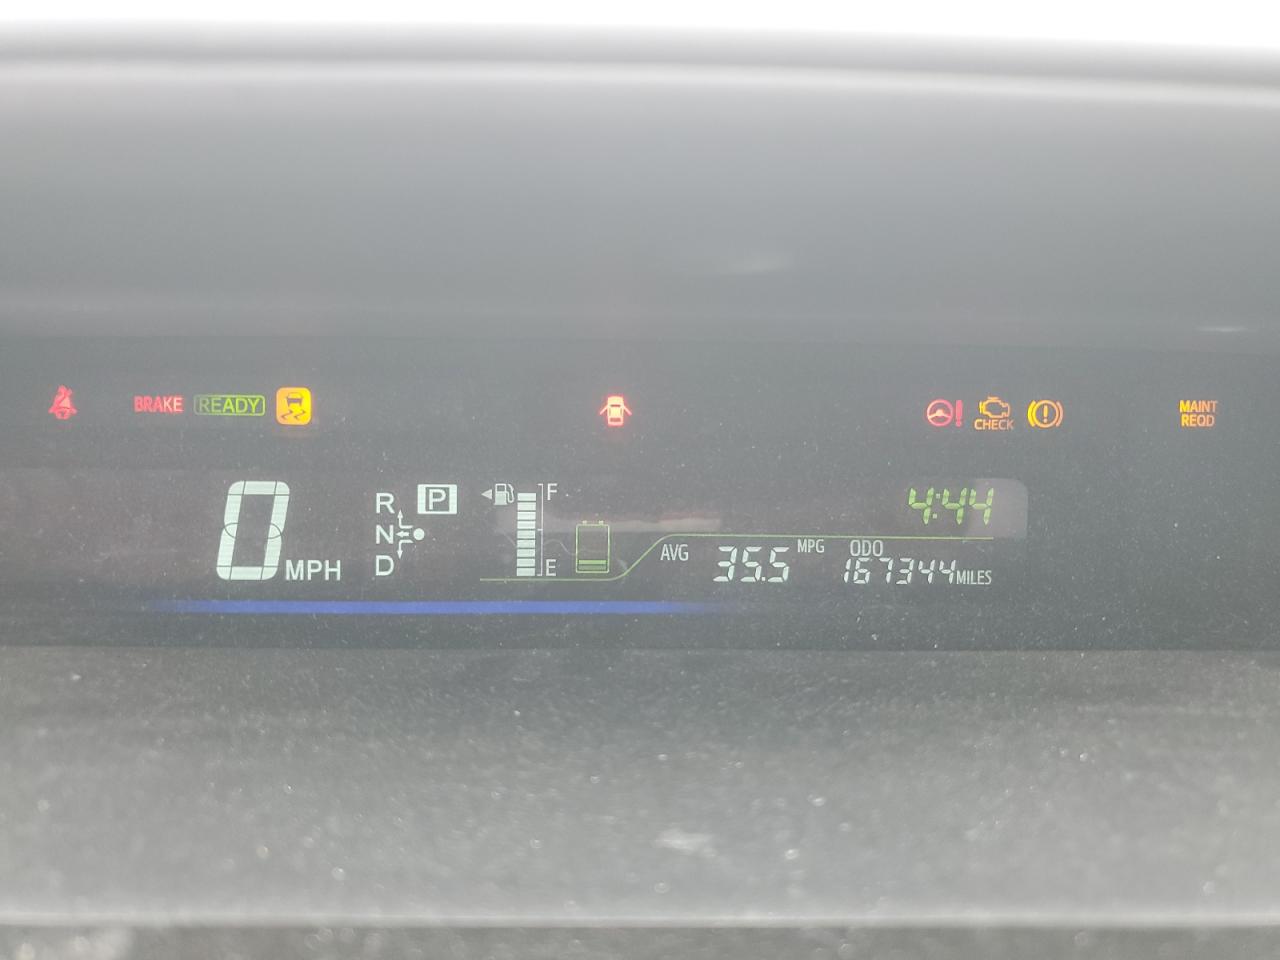 BRAKE READY
CHECK
MAINT
REQD
0 MPH
R P
N
D
F
E
4:44
AVG 35.5 MPG
ODO
167344 MILES